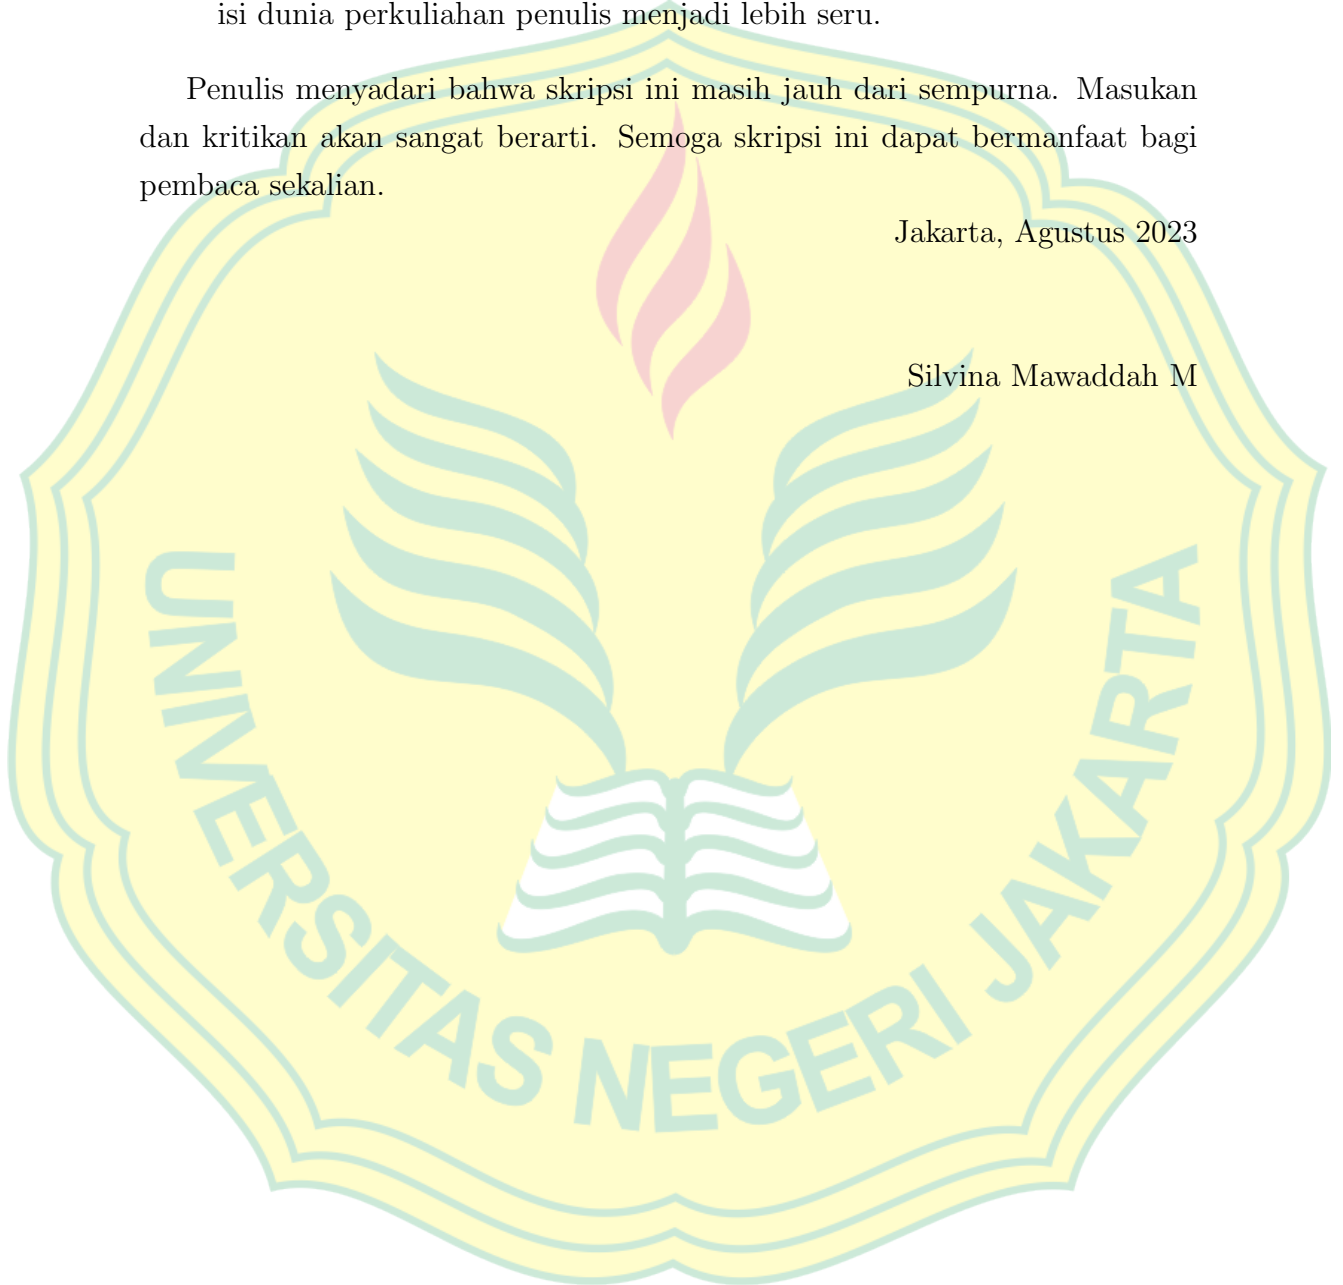 isi dunia perkuliahan penulis menjadi lebih seru.
Penulis menyadari bahwa skripsi ini masih jauh dari sempurna. Masukan
dan kritikan akan sangat berarti. Semoga skripsi ini dapat bermanfaat bagi
pembaca sekalian.
Jakarta, Agustus 2023
Silvina Mawaddah M
UNIVERSITAS NEGERI JAKARTA